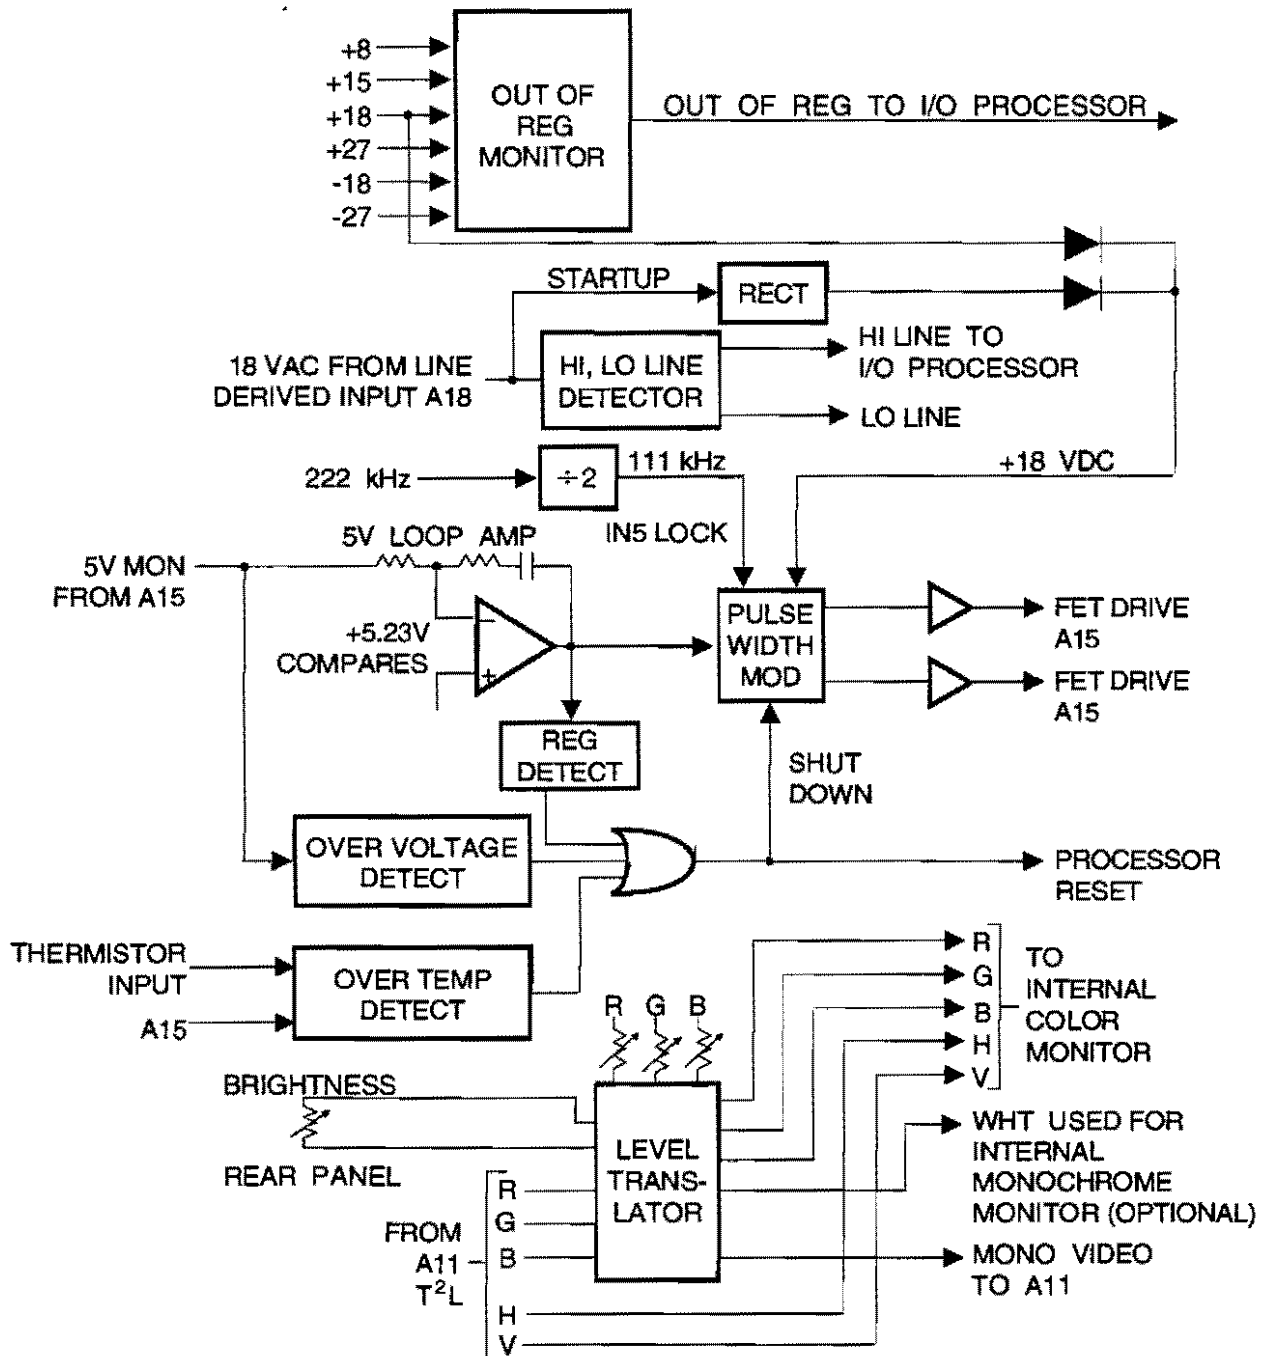 +8
+15
+18
+27
-18
-27
OUT OF
REG
MONITOR
OUT OF REG TO I/O PROCESSOR
STARTUP
RECT
18 VAC FROM LINE
DERIVED INPUT A18
HI, LO LINE
DETECTOR
HI LINE TO
I/O PROCESSOR
LO LINE
222 kHz
÷2
111 kHz
+18 VDC
IN5 LOCK
5V LOOP AMP
5V MON
FROM A15
+5.23V
COMPARES
−
+
PULSE
WIDTH
MOD
FET DRIVE
A15
FET DRIVE
A15
REG
DETECT
SHUT
DOWN
OVER VOLTAGE
DETECT
PROCESSOR
RESET
THERMISTOR
INPUT
A15
OVER TEMP
DETECT
R G B
R
G
B
H
V
TO
INTERNAL
COLOR
MONITOR
BRIGHTNESS
REAR PANEL
LEVEL
TRANS-
LATOR
WHT USED FOR
INTERNAL
MONOCHROME
MONITOR (OPTIONAL)
MONO VIDEO
TO A11
FROM
A11
T²L
R
G
B
H
V